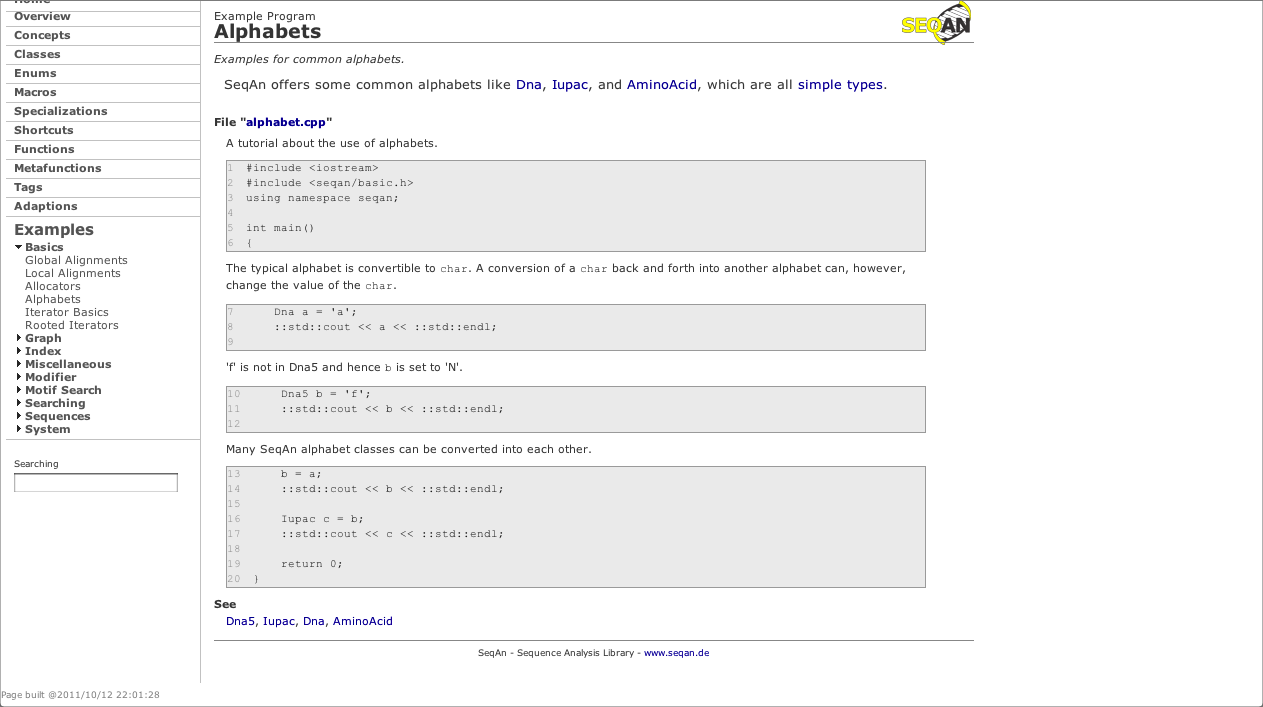 Home
Overview
Concepts
Classes
Enums
Macros
Specializations
Shortcuts
Functions
Metafunctions
Tags
Adaptions
Examples
Basics
Global Alignments
Local Alignments
Allocators
Alphabets
Iterator Basics
Rooted Iterators
Graph
Index
Miscellaneous
Modifier
Motif Search
Searching
Sequences
System
Searching
Example Program
Alphabets
SEQAN
Examples for common alphabets.
SeqAn offers some common alphabets like Dna, Iupac, and AminoAcid, which are all simple types.
File "alphabet.cpp"
A tutorial about the use of alphabets.
1 #include <iostream>
2 #include <seqan/basic.h>
3 using namespace seqan;
4
5 int main()
6 {
The typical alphabet is convertible to char. A conversion of a char back and forth into another alphabet can, however,
change the value of the char.
7     Dna a = 'a';
8     ::std::cout << a << ::std::endl;
9
'f' is not in Dna5 and hence b is set to 'N'.
10     Dna5 b = 'f';
11     ::std::cout << b << ::std::endl;
12
Many SeqAn alphabet classes can be converted into each other.
13     b = a;
14     ::std::cout << b << ::std::endl;
15
16     Iupac c = b;
17     ::std::cout << c << ::std::endl;
18
19     return 0;
20 }
See
Dna5, Iupac, Dna, AminoAcid
SeqAn - Sequence Analysis Library - www.seqan.de
Page built @2011/10/12 22:01:28